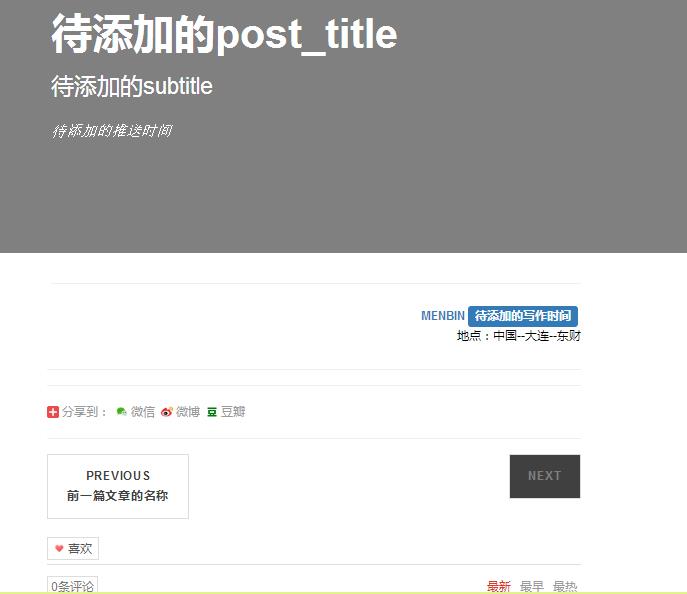 待添加的post_title
待添加的subtitle
待添加的推送时间
MENBIN 待添加的写作时间
地点：中国--大连--东财
分享到： 微信 微博 豆瓣
PREVIOUS
前一篇文章的名称
NEXT
喜欢
0条评论 最新 最早 最热